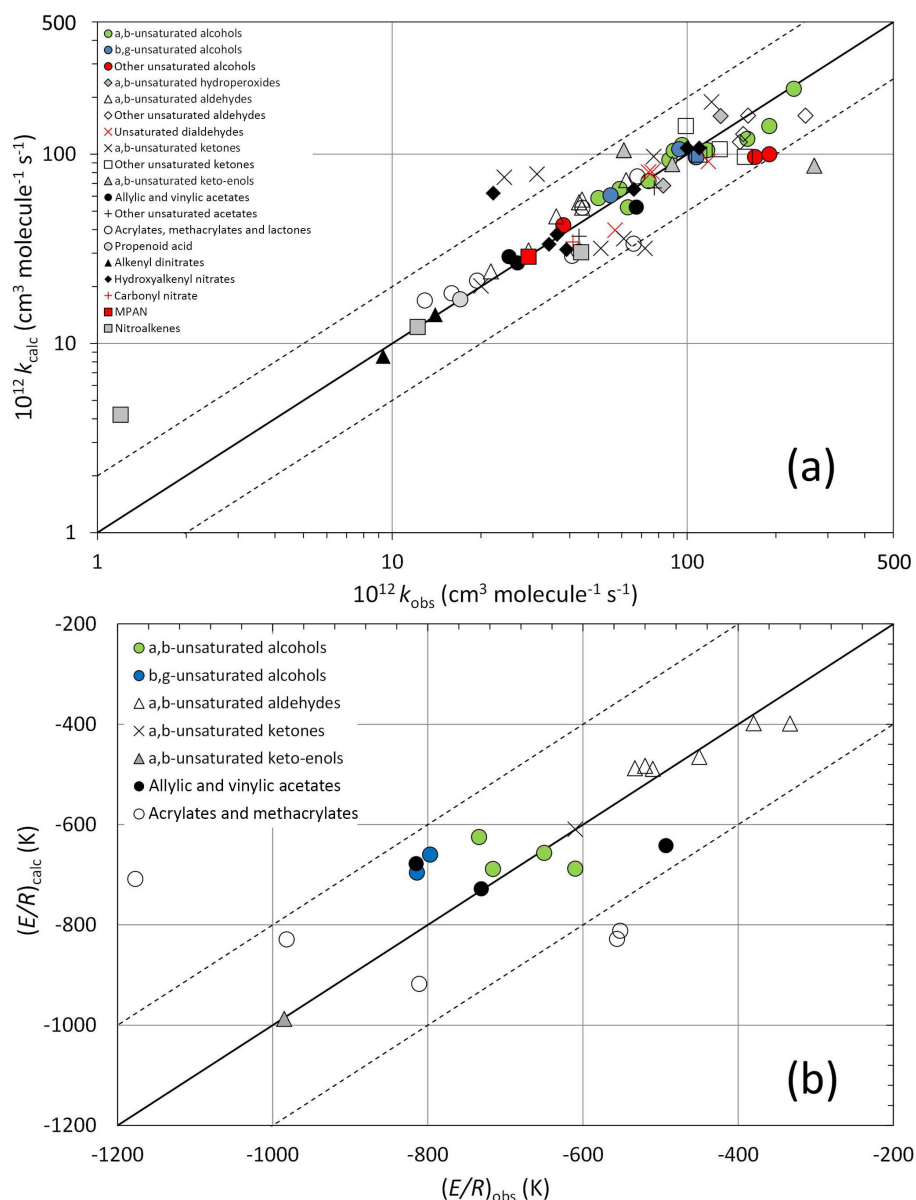 500
100
10
1
10¹² k_calc (cm³ molecule⁻¹ s⁻¹)
a,b-unsaturated alcohols
b,g-unsaturated alcohols
Other unsaturated alcohols
a,b-unsaturated hydroperoxides
a,b-unsaturated aldehydes
Other unsaturated aldehydes
Unsaturated dialdehydes
a,b-unsaturated ketones
Other unsaturated ketones
a,b-unsaturated keto-enols
Allylic and vinylic acetates
Other unsaturated acetates
Acrylates, methacrylates and lactones
Propenoid acid
Alkenyl dinitrates
Hydroxyalkenyl nitrates
Carbonyl nitrate
MPAN
Nitroalkenes
(a)
1 10 100 500
10¹² k_obs (cm³ molecule⁻¹ s⁻¹)
-200
-400
-600
-800
-1000
-1200
(E/R)_calc (K)
a,b-unsaturated alcohols
b,g-unsaturated alcohols
a,b-unsaturated aldehydes
a,b-unsaturated ketones
a,b-unsaturated keto-enols
Allylic and vinylic acetates
Acrylates and methacrylates
(b)
-1200 -1000 -800 -600 -400 -200
(E/R)_obs (K)